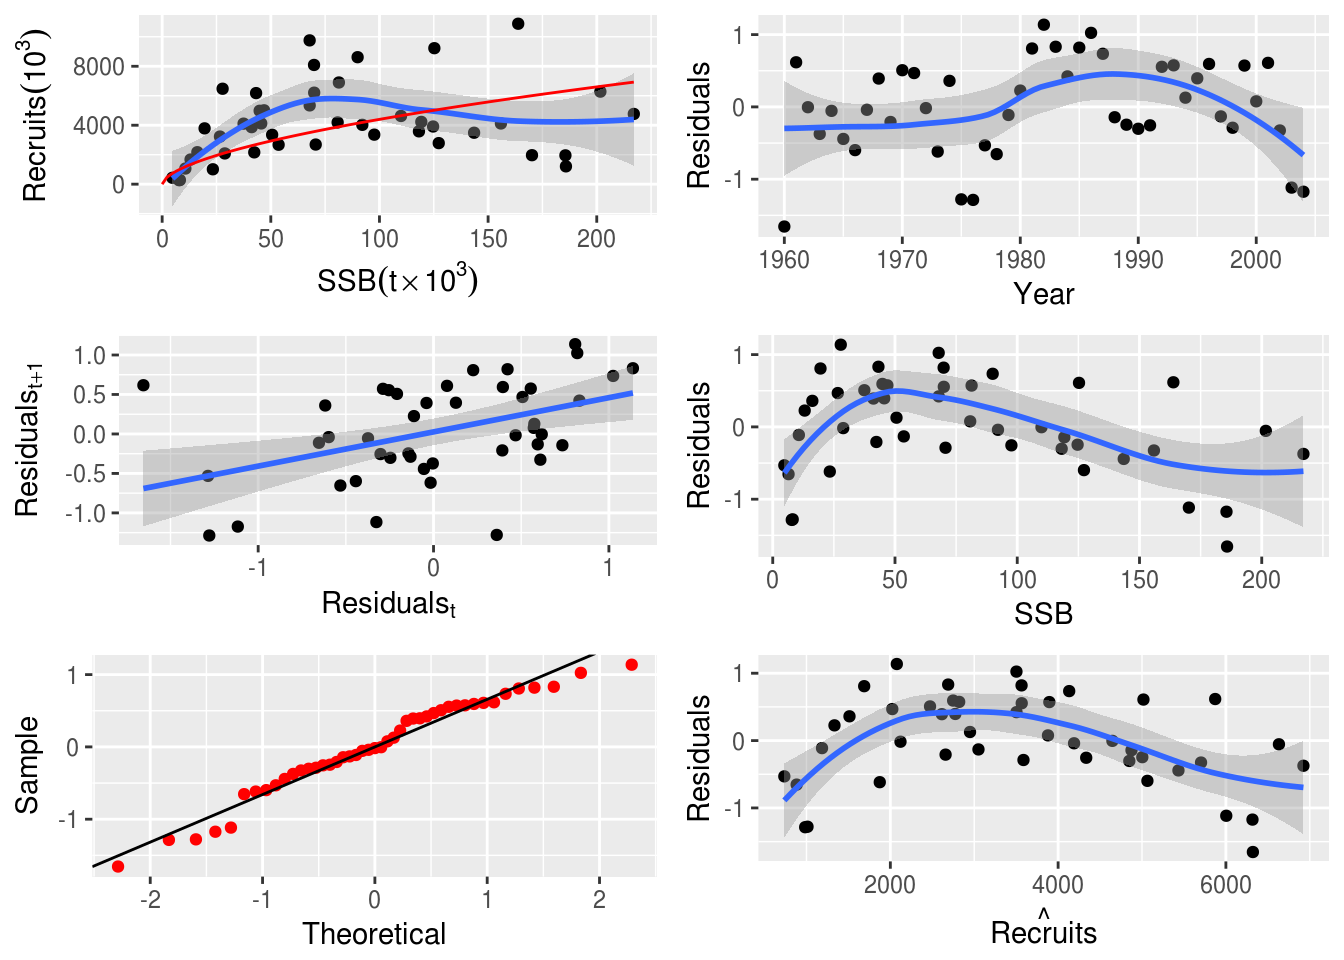 Recruits(10³)
8000
4000
0
0 50 100 150 200
SSB(t×10³)
Residuals
1
0
-1
1960 1970 1980 1990 2000
Year
Residualsₜ₊₁
1.0
0.5
0.0
-0.5
-1.0
-1 0 1
Residualsₜ
Residuals
1
0
-1
0 50 100 150 200
SSB
Sample
1
0
-1
-2 -1 0 1 2
Theoretical
Residuals
1
0
-1
2000 4000 6000
^
Recruits